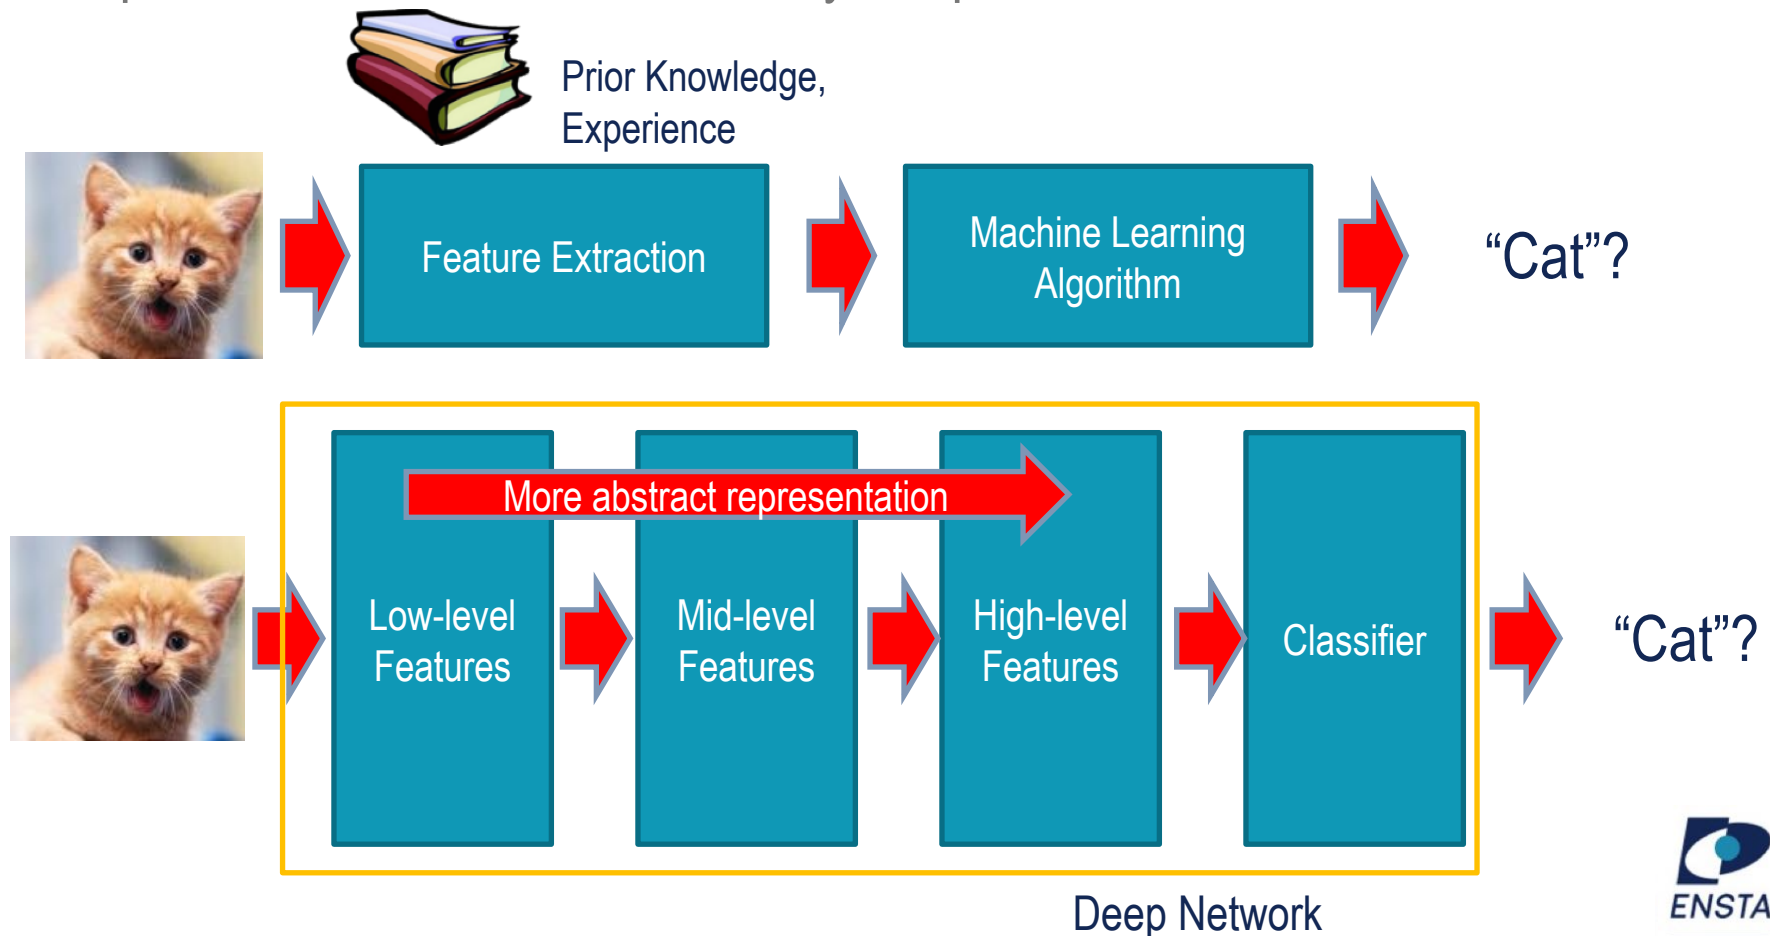 Prior Knowledge,
Experience
Feature Extraction
Machine Learning
Algorithm
“Cat”?
More abstract representation
Low-level
Features
Mid-level
Features
High-level
Features
Classifier
“Cat”?
Deep Network
ENSTA